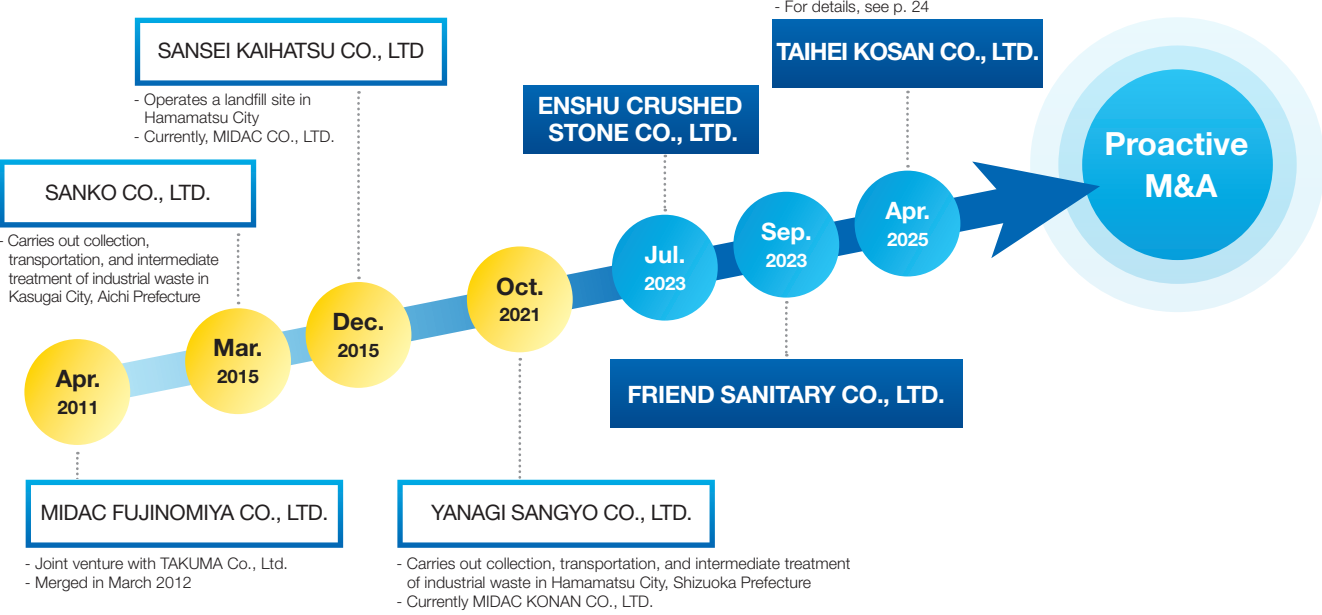 - For details, see p. 24
TAIHEI KOSAN CO., LTD.
SANSEI KAIHATSU CO., LTD
- Operates a landfill site in
Hamamatsu City
- Currently, MIDAC CO., LTD.
ENSHU CRUSHED
STONE CO., LTD.
Proactive
M&A
SANKO CO., LTD.
- Carries out collection,
transportation, and intermediate
treatment of industrial waste in
Kasugai City, Aichi Prefecture
Apr.
2011
Mar.
2015
Dec.
2015
Oct.
2021
Jul.
2023
Sep.
2023
Apr.
2025
FRIEND SANITARY CO., LTD.
MIDAC FUJINOMIYA CO., LTD.
- Joint venture with TAKUMA Co., Ltd.
- Merged in March 2012
YANAGI SANGYO CO., LTD.
- Carries out collection, transportation, and intermediate treatment
of industrial waste in Hamamatsu City, Shizuoka Prefecture
- Currently MIDAC KONAN CO., LTD.